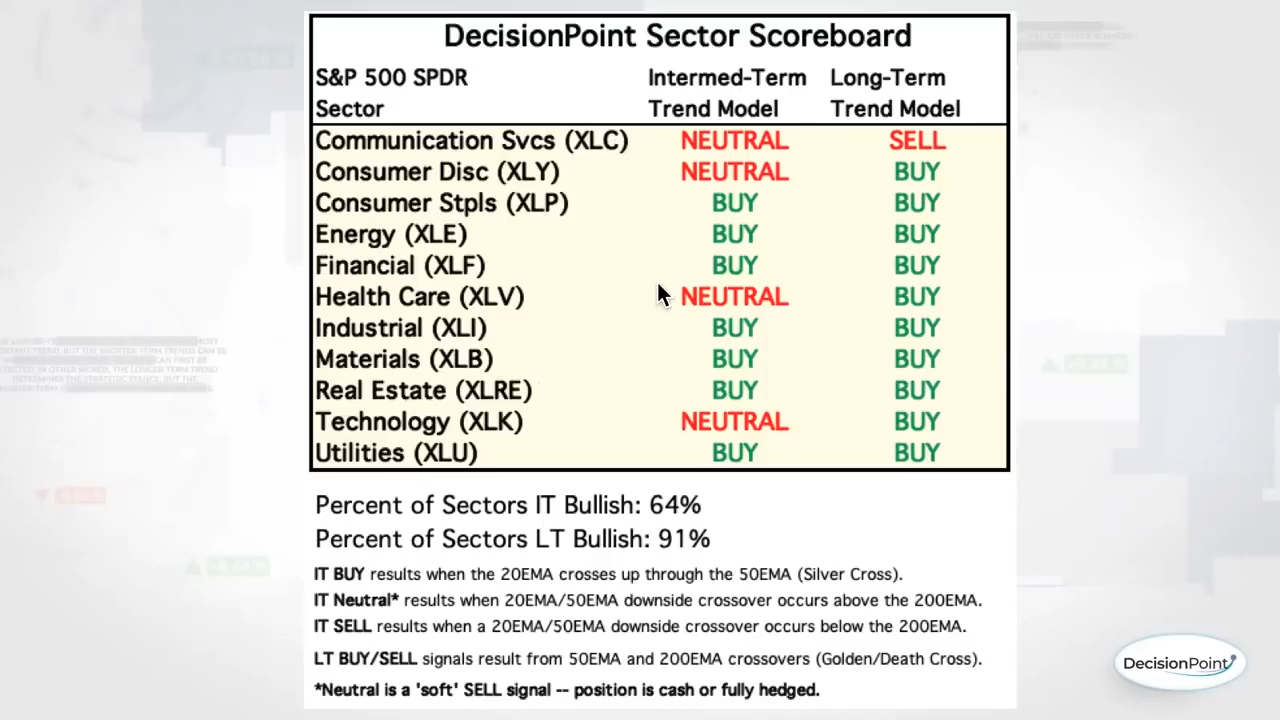 DecisionPoint Sector Scoreboard
S&P 500 SPDR Intermed-Term Long-Term
Sector Trend Model Trend Model
Communication Svcs (XLC) NEUTRAL SELL
Consumer Disc (XLY) NEUTRAL BUY
Consumer Stpls (XLP) BUY BUY
Energy (XLE) BUY BUY
Financial (XLF) BUY BUY
Health Care (XLV) NEUTRAL BUY
Industrial (XLI) BUY BUY
Materials (XLB) BUY BUY
Real Estate (XLRE) BUY BUY
Technology (XLK) NEUTRAL BUY
Utilities (XLU) BUY BUY
Percent of Sectors IT Bullish: 64%
Percent of Sectors LT Bullish: 91%
IT BUY results when the 20EMA crosses up through the 50EMA (Silver Cross).
IT Neutral* results when 20EMA/50EMA downside crossover occurs above the 200EMA.
IT SELL results when a 20EMA/50EMA downside crossover occurs below the 200EMA.
LT BUY/SELL signals result from 50EMA and 200EMA crossovers (Golden/Death Cross).
*Neutral is a 'soft' SELL signal -- position is cash or fully hedged.
DecisionPoint